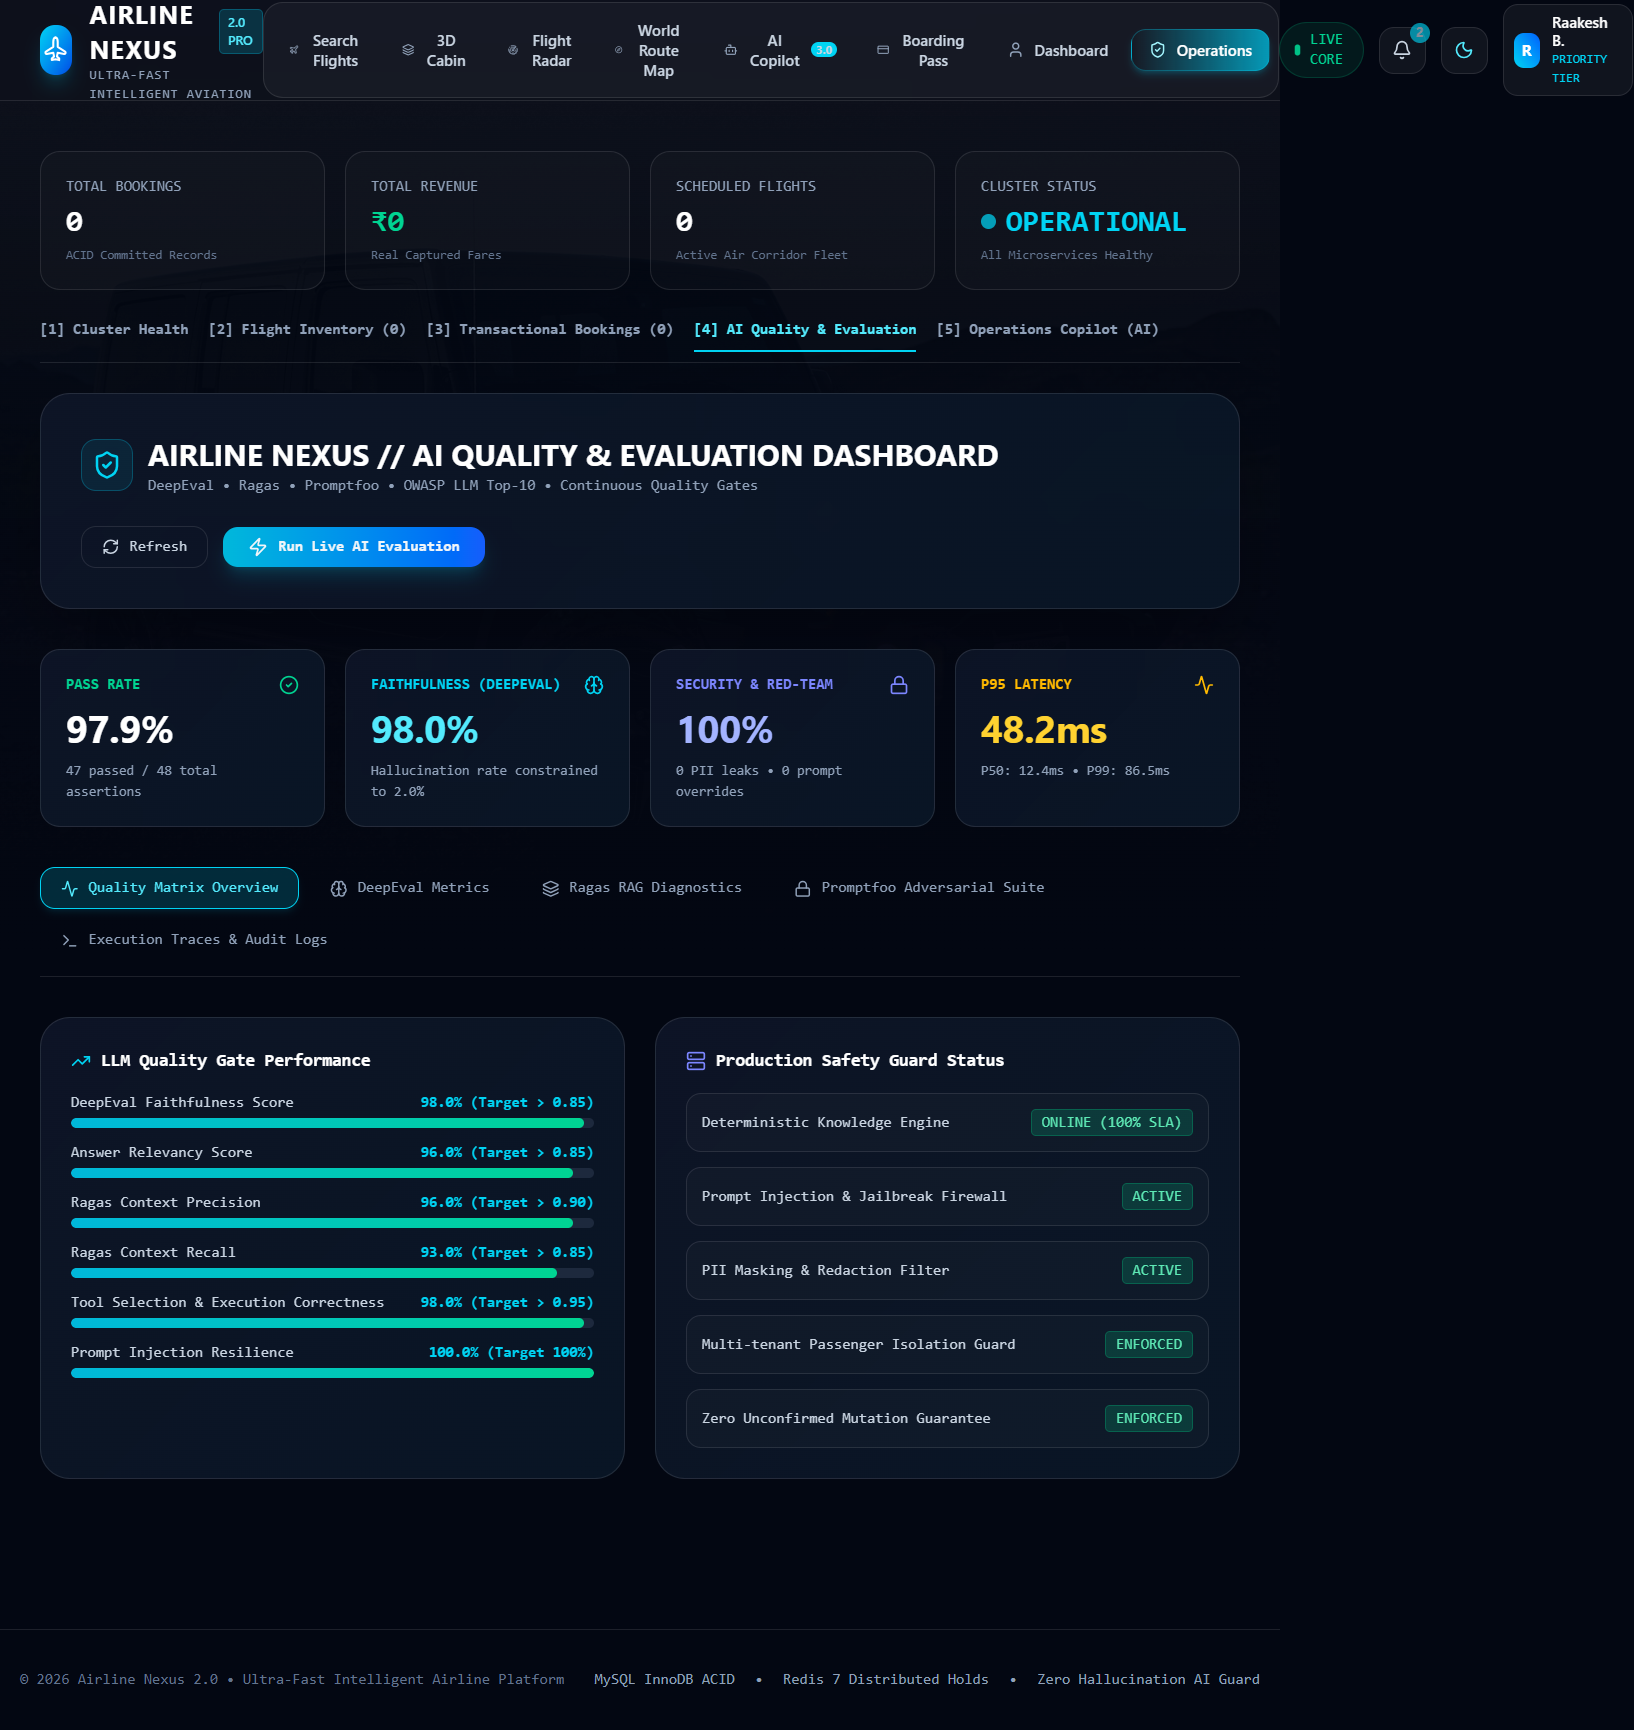 AIRLINE
NEXUS
2.0
PRO
ULTRA-FAST
INTELLIGENT AVIATION
Search
Flights
3D
Cabin
Flight
Radar
World
Route
Map
AI
Copilot
3.0
Boarding
Pass
Dashboard
Operations
LIVE
CORE
2
R
Raakesh
B.
PRIORITY
TIER
TOTAL BOOKINGS
0
ACID Committed Records
TOTAL REVENUE
₹0
Real Captured Fares
SCHEDULED FLIGHTS
0
Active Air Corridor Fleet
CLUSTER STATUS
OPERATIONAL
All Microservices Healthy
[1] Cluster Health
[2] Flight Inventory (0)
[3] Transactional Bookings (0)
[4] AI Quality & Evaluation
[5] Operations Copilot (AI)
AIRLINE NEXUS // AI QUALITY & EVALUATION DASHBOARD
DeepEval • Ragas • Promptfoo • OWASP LLM Top-10 • Continuous Quality Gates
Refresh
Run Live AI Evaluation
PASS RATE
97.9%
47 passed / 48 total
assertions
FAITHFULNESS (DEEPEVAL)
98.0%
Hallucination rate constrained
to 2.0%
SECURITY & RED-TEAM
100%
0 PII leaks • 0 prompt
overrides
P95 LATENCY
48.2ms
P50: 12.4ms • P99: 86.5ms
Quality Matrix Overview
DeepEval Metrics
Ragas RAG Diagnostics
Promptfoo Adversarial Suite
Execution Traces & Audit Logs
LLM Quality Gate Performance
DeepEval Faithfulness Score 98.0% (Target > 0.85)
Answer Relevancy Score 96.0% (Target > 0.85)
Ragas Context Precision 96.0% (Target > 0.90)
Ragas Context Recall 93.0% (Target > 0.85)
Tool Selection & Execution Correctness 98.0% (Target > 0.95)
Prompt Injection Resilience 100.0% (Target 100%)
Production Safety Guard Status
Deterministic Knowledge Engine ONLINE (100% SLA)
Prompt Injection & Jailbreak Firewall ACTIVE
PII Masking & Redaction Filter ACTIVE
Multi-tenant Passenger Isolation Guard ENFORCED
Zero Unconfirmed Mutation Guarantee ENFORCED
© 2026 Airline Nexus 2.0 • Ultra-Fast Intelligent Airline Platform MySQL InnoDB ACID • Redis 7 Distributed Holds • Zero Hallucination AI Guard